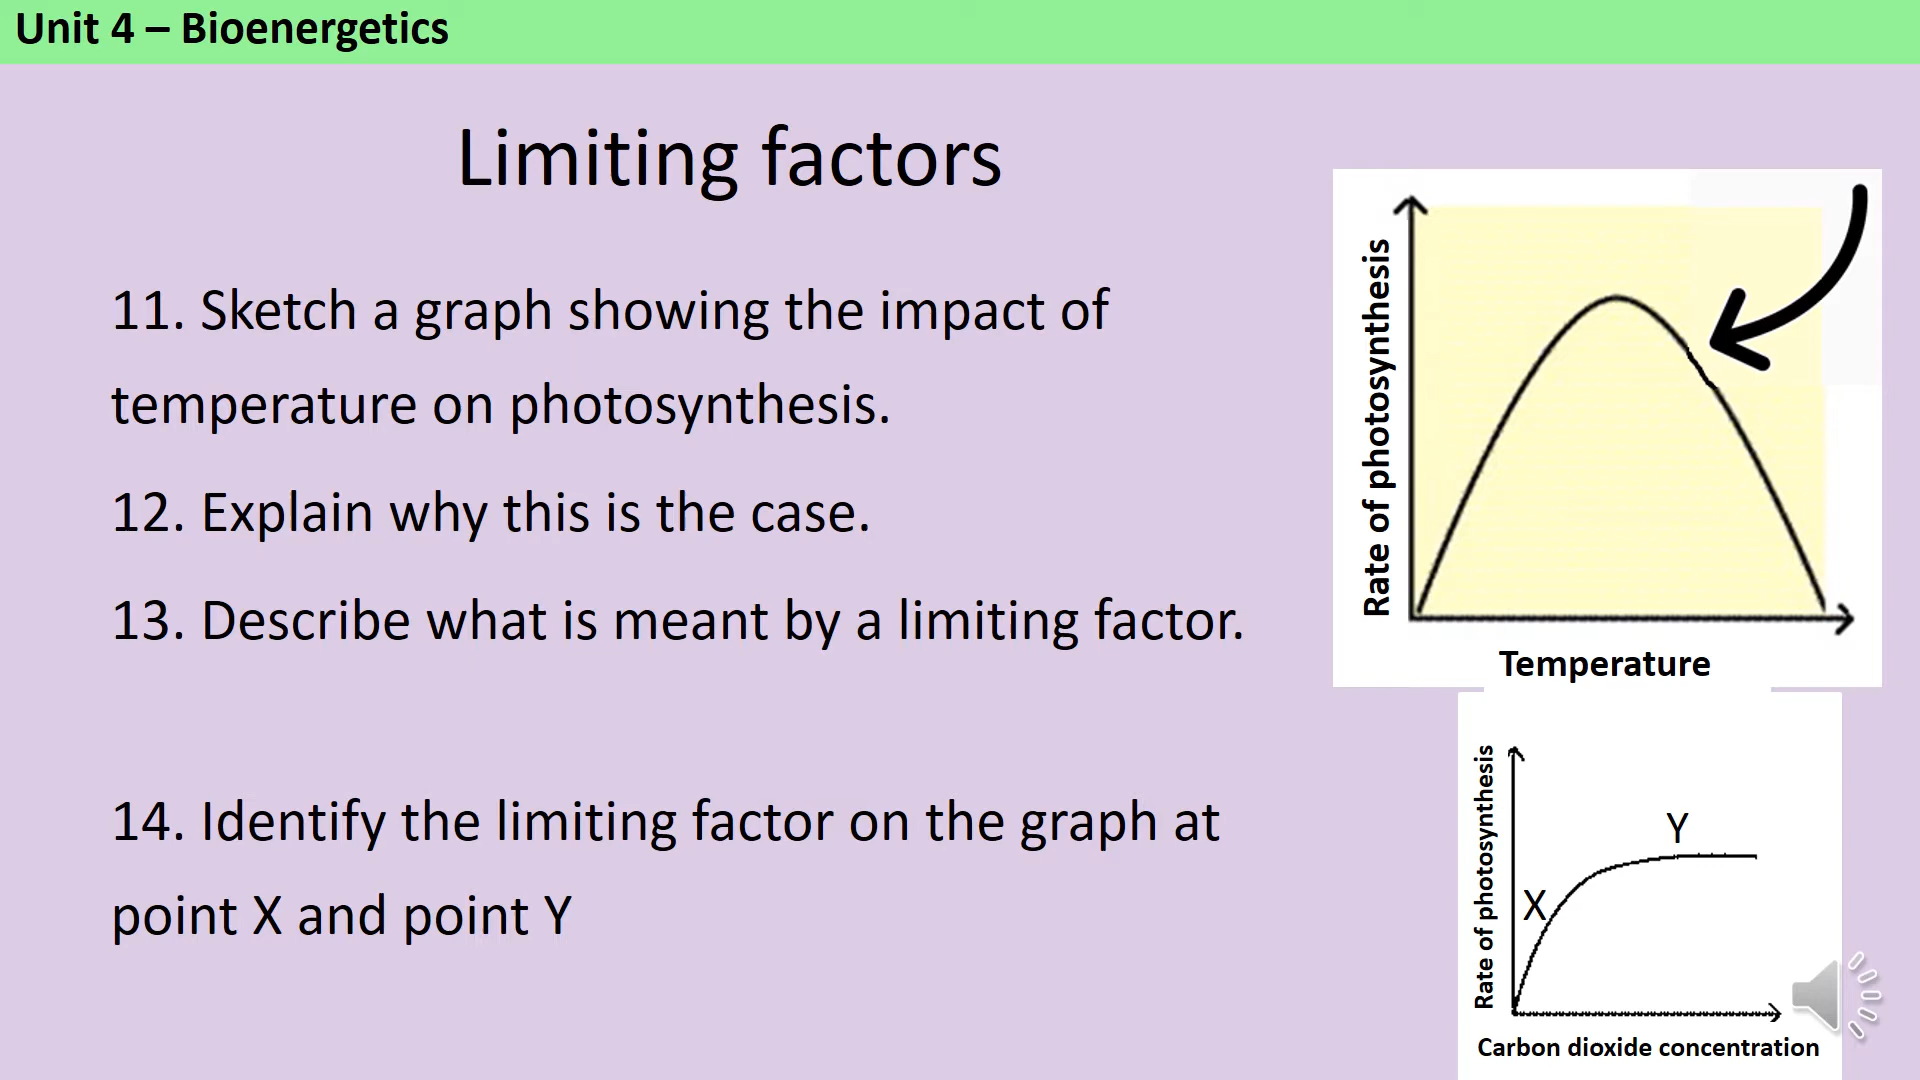 Unit 4 – Bioenergetics
Limiting factors
11. Sketch a graph showing the impact of
temperature on photosynthesis.
12. Explain why this is the case.
13. Describe what is meant by a limiting factor.
14. Identify the limiting factor on the graph at
point X and point Y
Rate of photosynthesis
Temperature
Rate of photosynthesis
Y
X
Carbon dioxide concentration